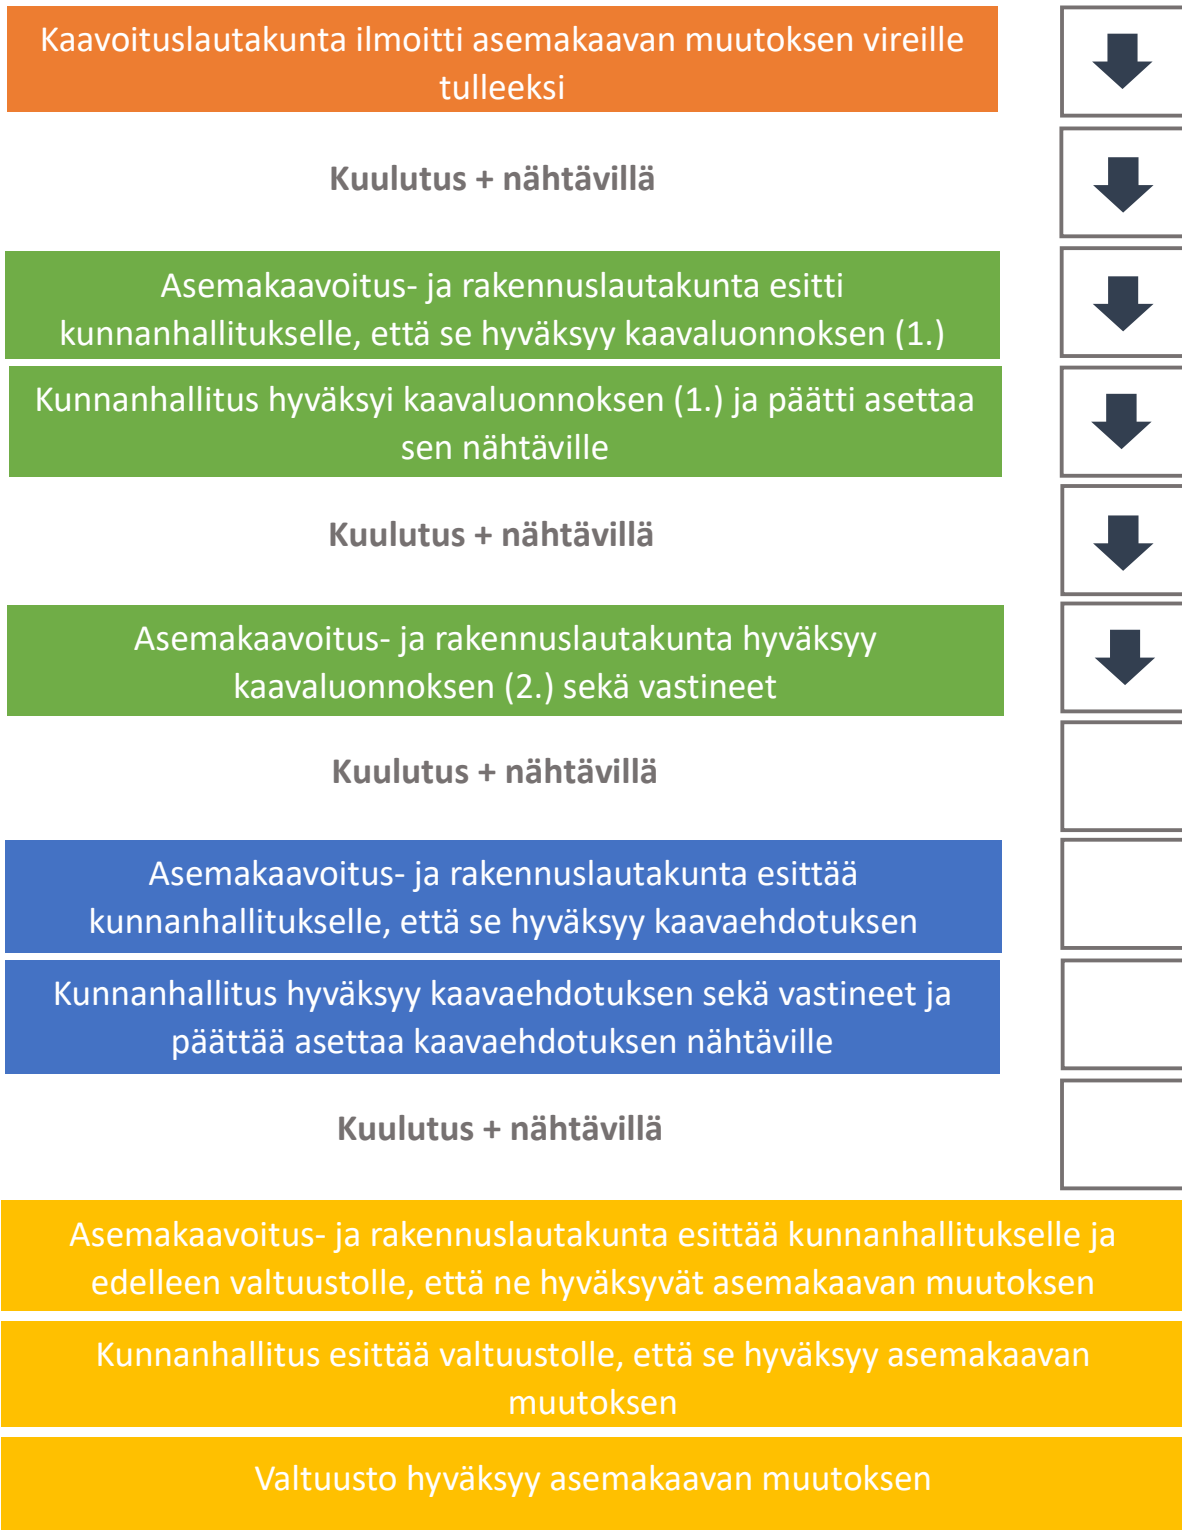 Kaavoituslautakunta ilmoitti asemakaavan muutoksen vireille
tulleeksi
Kuulutus + nähtävillä
Asemakaavoitus- ja rakennuslautakunta esitti
kunnanhallitukselle, että se hyväksyy kaavaluonnoksen (1.)
Kunnanhallitus hyväksyi kaavaluonnoksen (1.) ja päätti asettaa
sen nähtäville
Kuulutus + nähtävillä
Asemakaavoitus- ja rakennuslautakunta hyväksyy
kaavaluonnoksen (2.) sekä vastineet
Kuulutus + nähtävillä
Asemakaavoitus- ja rakennuslautakunta esittää
kunnanhallitukselle, että se hyväksyy kaavaehdotuksen
Kunnanhallitus hyväksyy kaavaehdotuksen sekä vastineet ja
päättää asettaa kaavaehdotuksen nähtäville
Kuulutus + nähtävillä
Asemakaavoitus- ja rakennuslautakunta esittää kunnanhallitukselle ja
edelleen valtuustolle, että ne hyväksyvät asemakaavan muutoksen
Kunnanhallitus esittää valtuustolle, että se hyväksyy asemakaavan
muutoksen
Valtuusto hyväksyy asemakaavan muutoksen